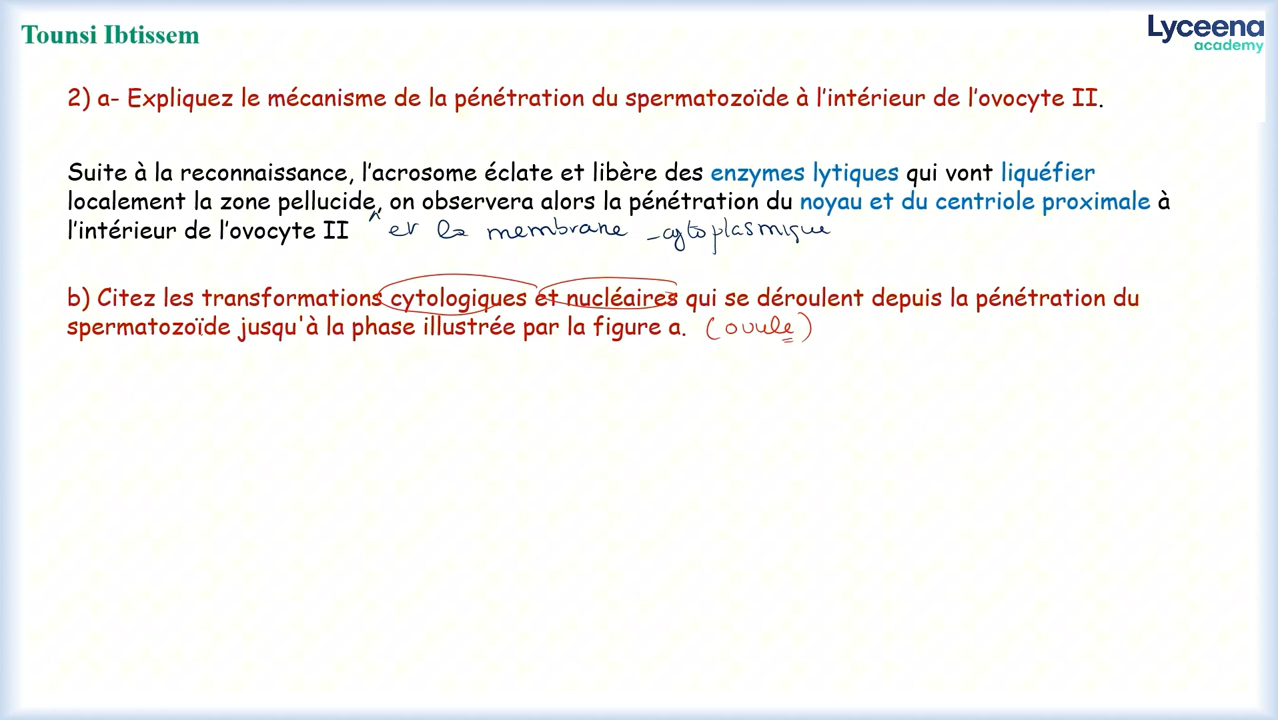 Tounsi Ibtissem
Lyceena
academy
2) a- Expliquez le mécanisme de la pénétration du spermatozoïde à l'intérieur de l'ovocyte II.
Suite à la reconnaissance, l'acrosome éclate et libère des enzymes lytiques qui vont liquéfier
localement la zone pellucide, on observera alors la pénétration du noyau et du centriole proximale à
l'intérieur de l'ovocyte II et la membrane cytoplasmique
b) Citez les transformations cytologiques et nucléaires qui se déroulent depuis la pénétration du
spermatozoïde jusqu'à la phase illustrée par la figure a. (ovule)